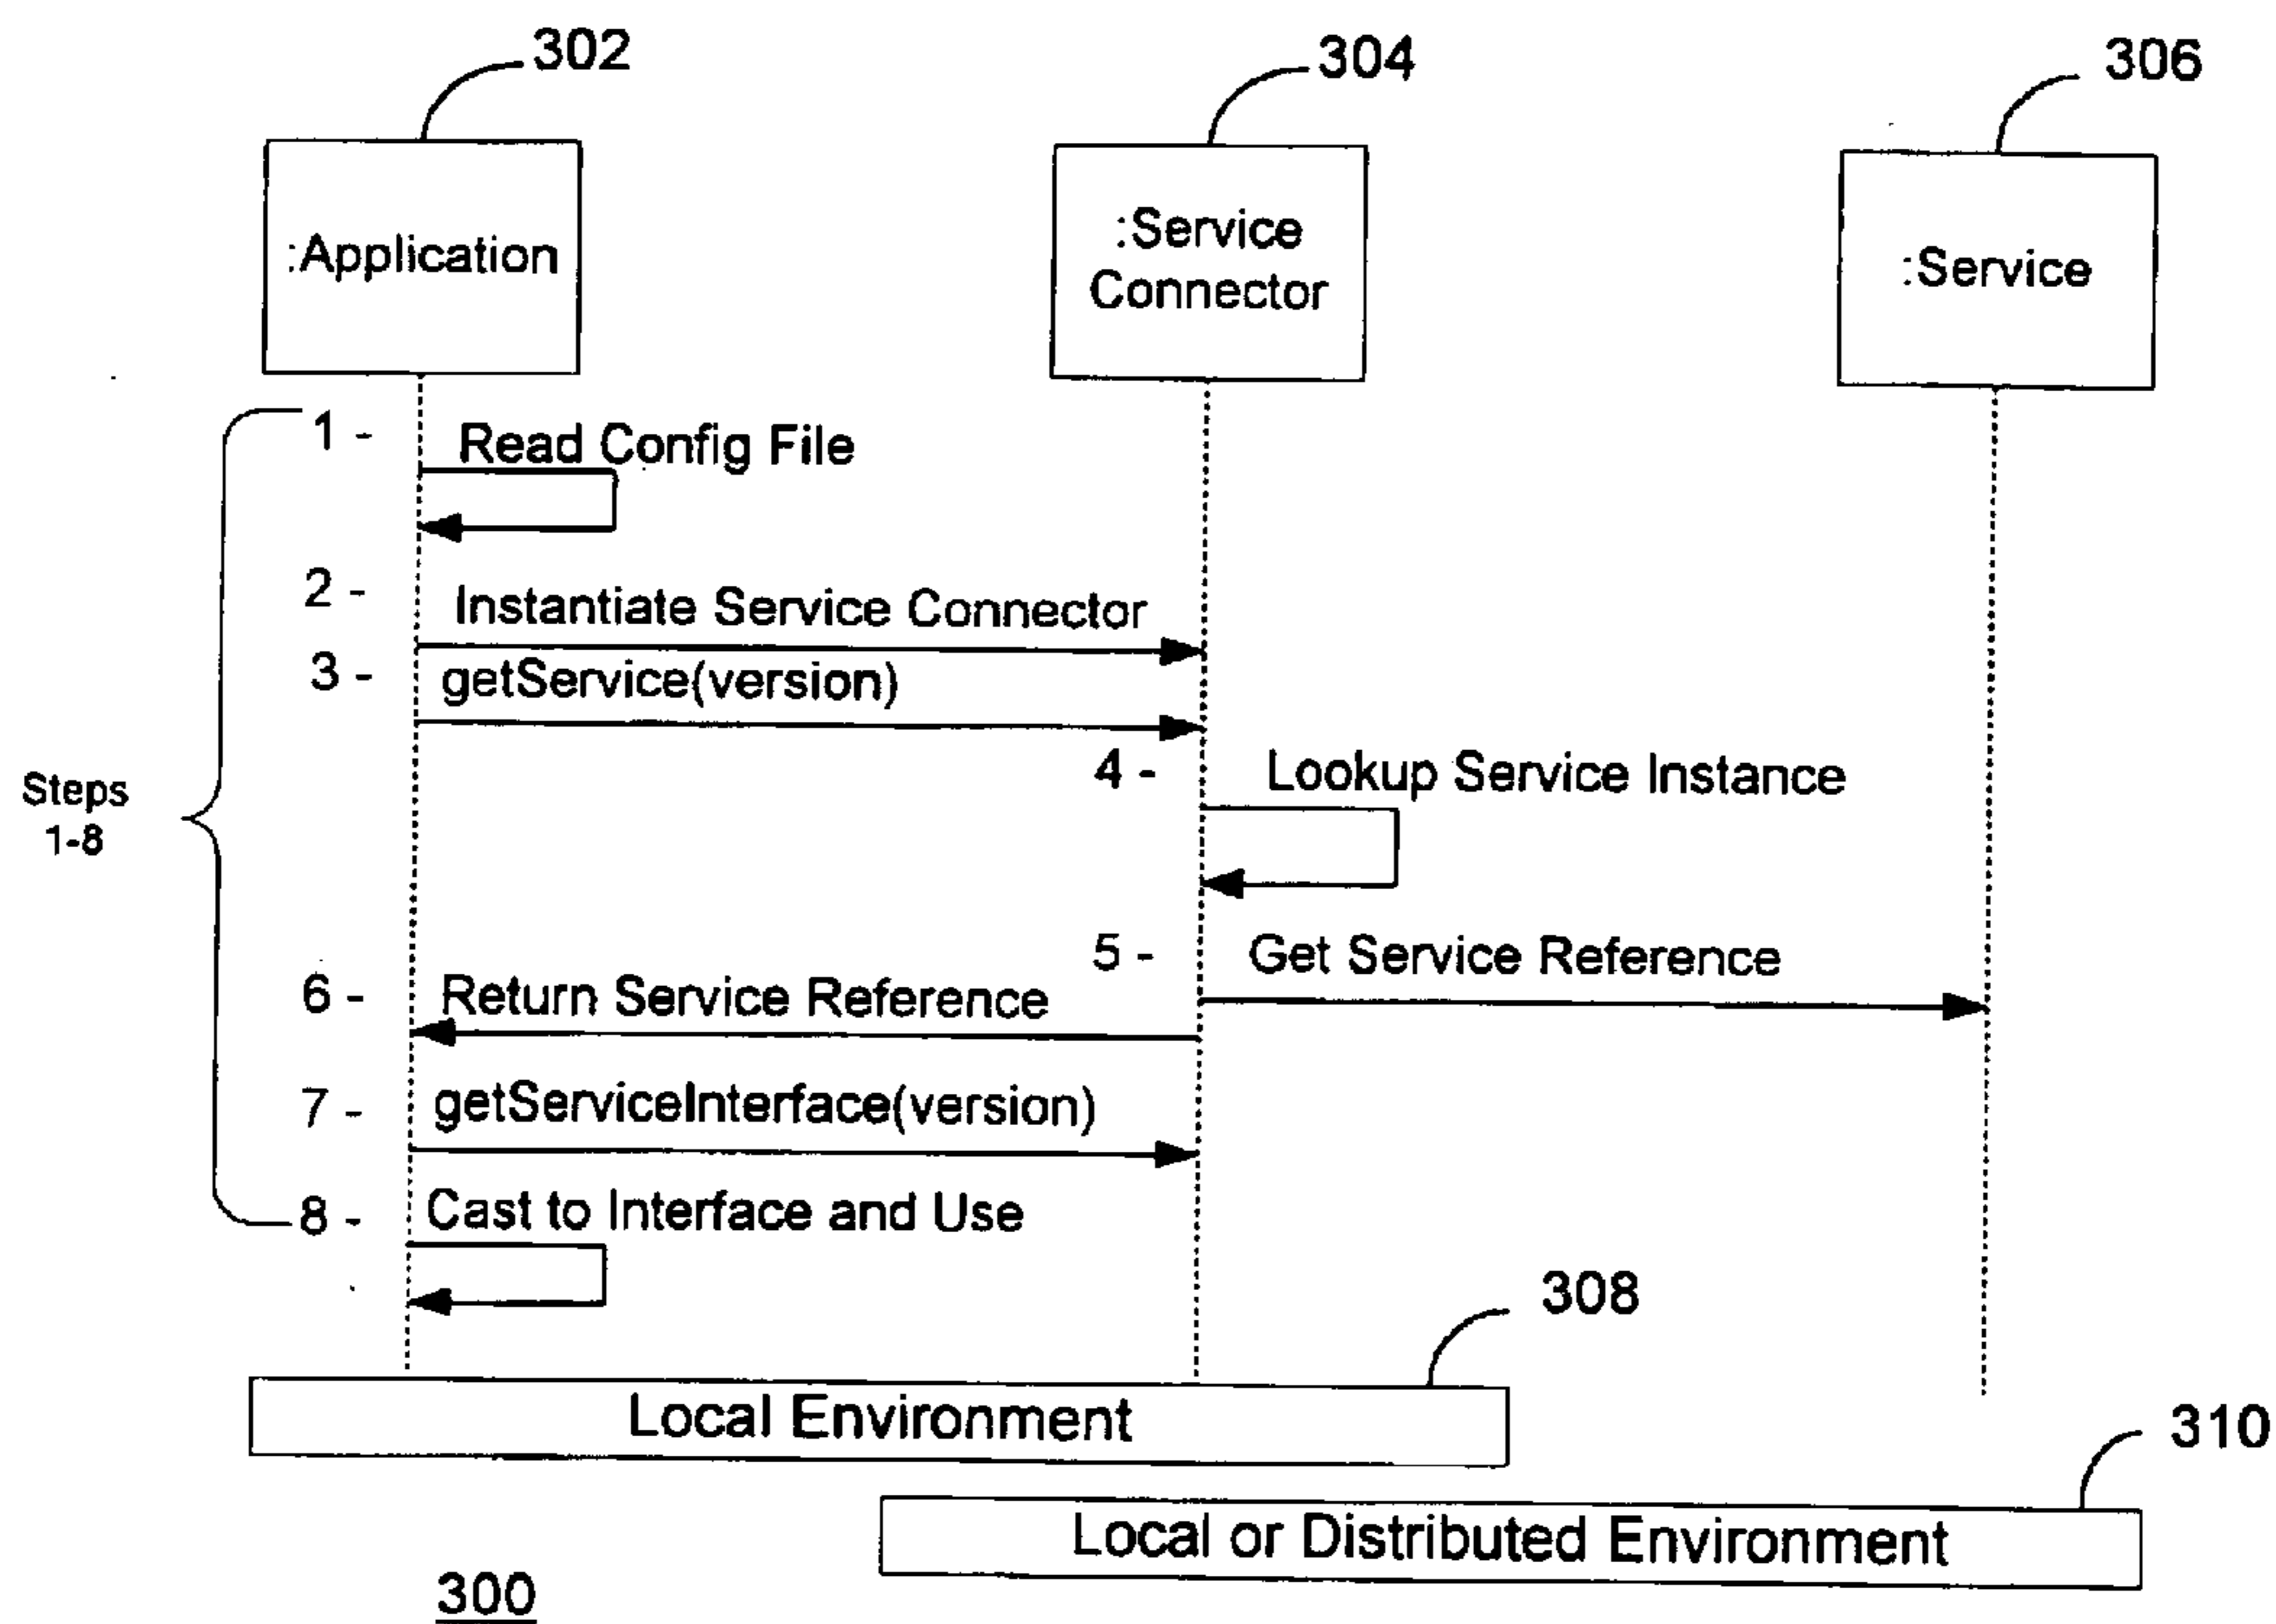 302
304
306
:Application
:Service
Connector
:Service
1 -
Read Config File
2 -
Instantiate Service Connector
3 -
getService(version)
4 -
Lookup Service Instance
Steps
1-8
5 -
Get Service Reference
6 -
Return Service Reference
7 -
getServiceInterface(version)
8 -
Cast to Interface and Use
308
Local Environment
310
Local or Distributed Environment
300